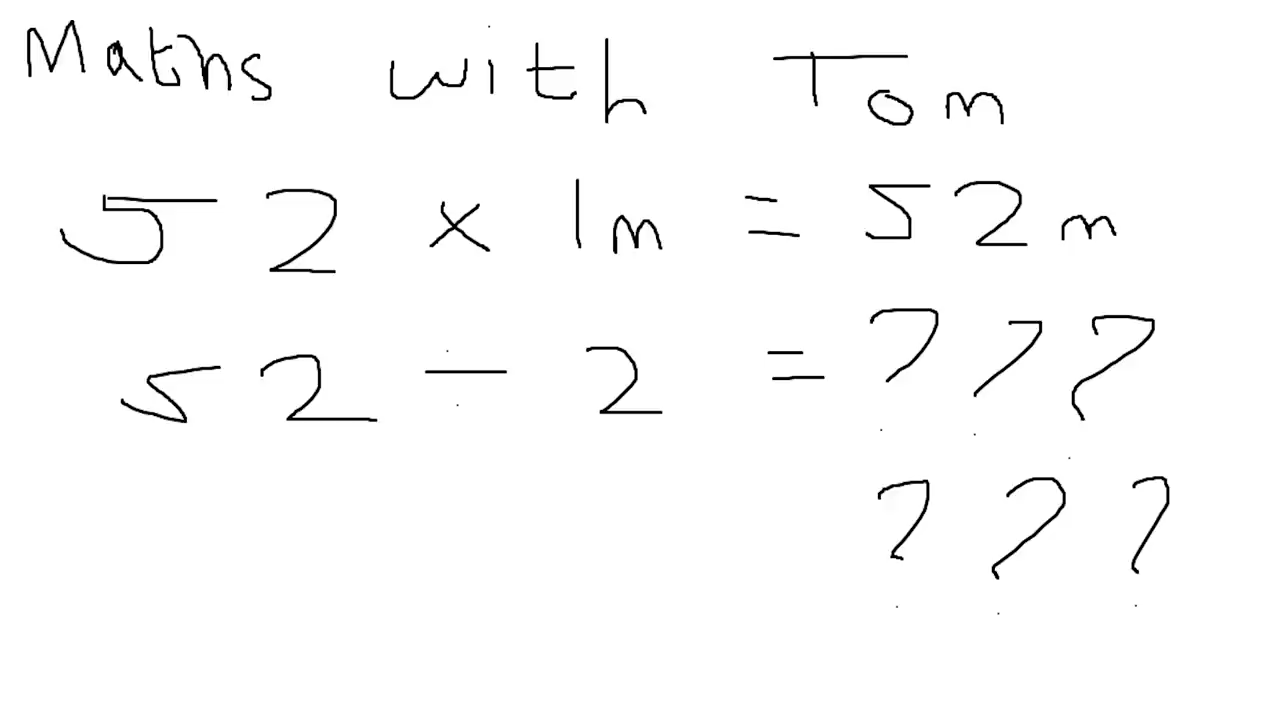 Maths with Tom
52 × 1m = 52m
52 ÷ 2 = ???
???